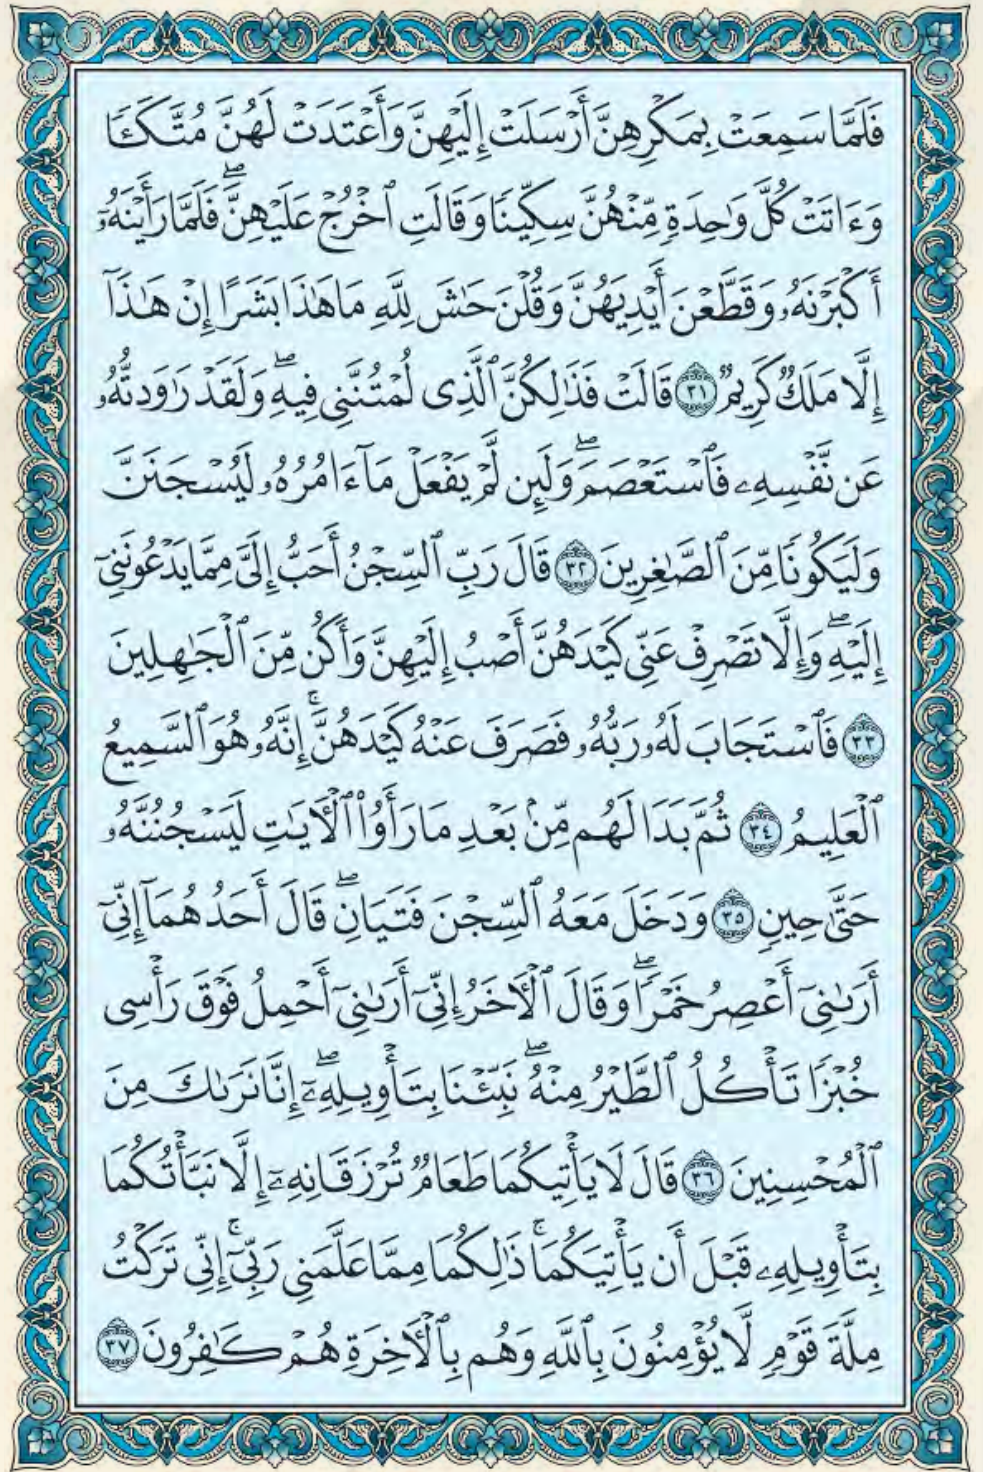 فَلَمَّا سَمِعَتْ بِمَكْرِهِنَّ أَرْسَلَتْ إِلَيْهِنَّ وَأَعْتَدَتْ لَهُنَّ مُتَّكَـًٔا
وَءَاتَتْ كُلَّ وَٰحِدَةٍ مِّنْهُنَّ سِكِّينًا وَقَالَتِ ٱخْرُجْ عَلَيْهِنَّ ۖ فَلَمَّا رَأَيْنَهُۥٓ
أَكْبَرْنَهُۥ وَقَطَّعْنَ أَيْدِيَهُنَّ وَقُلْنَ حَٰشَ لِلَّهِ مَا هَٰذَا بَشَرًا إِنْ هَٰذَآ
إِلَّا مَلَكٌ كَرِيمٌ ٣١ قَالَتْ فَذَٰلِكُنَّ ٱلَّذِى لُمْتُنَّنِى فِيهِ ۖ وَلَقَدْ رَٰوَدتُّهُۥ
عَن نَّفْسِهِۦ فَٱسْتَعْصَمَ ۖ وَلَئِن لَّمْ يَفْعَلْ مَآ ءَامُرُهُۥ لَيُسْجَنَنَّ
وَلَيَكُونًا مِّنَ ٱلصَّٰغِرِينَ ٣٢ قَالَ رَبِّ ٱلسِّجْنُ أَحَبُّ إِلَىَّ مِمَّا يَدْعُونَنِىٓ
إِلَيْهِ ۖ وَإِلَّا تَصْرِفْ عَنِّى كَيْدَهُنَّ أَصْبُ إِلَيْهِنَّ وَأَكُن مِّنَ ٱلْجَٰهِلِينَ
٣٣ فَٱسْتَجَابَ لَهُۥ رَبُّهُۥ فَصَرَفَ عَنْهُ كَيْدَهُنَّ ۚ إِنَّهُۥ هُوَ ٱلسَّمِيعُ
ٱلْعَلِيمُ ٣٤ ثُمَّ بَدَا لَهُم مِّنۢ بَعْدِ مَا رَأَوُا۟ ٱلْءَايَٰتِ لَيَسْجُنُنَّهُۥ
حَتَّىٰ حِينٍ ٣٥ وَدَخَلَ مَعَهُ ٱلسِّجْنَ فَتَيَانِ ۖ قَالَ أَحَدُهُمَآ إِنِّىٓ
أَرَىٰنِىٓ أَعْصِرُ خَمْرًا ۖ وَقَالَ ٱلْءَاخَرُ إِنِّىٓ أَرَىٰنِىٓ أَحْمِلُ فَوْقَ رَأْسِى
خُبْزًا تَأْكُلُ ٱلطَّيْرُ مِنْهُ ۖ نَبِّئْنَا بِتَأْوِيلِهِۦٓ ۖ إِنَّا نَرَىٰكَ مِنَ
ٱلْمُحْسِنِينَ ٣٦ قَالَ لَا يَأْتِيكُمَا طَعَامٌ تُرْزَقَانِهِۦٓ إِلَّا نَبَّأْتُكُمَا
بِتَأْوِيلِهِۦ قَبْلَ أَن يَأْتِيَكُمَا ۚ ذَٰلِكُمَا مِمَّا عَلَّمَنِى رَبِّىٓ ۚ إِنِّى تَرَكْتُ
مِلَّةَ قَوْمٍ لَّا يُؤْمِنُونَ بِٱللَّهِ وَهُم بِٱلْءَاخِرَةِ هُمْ كَٰفِرُونَ ٣٧